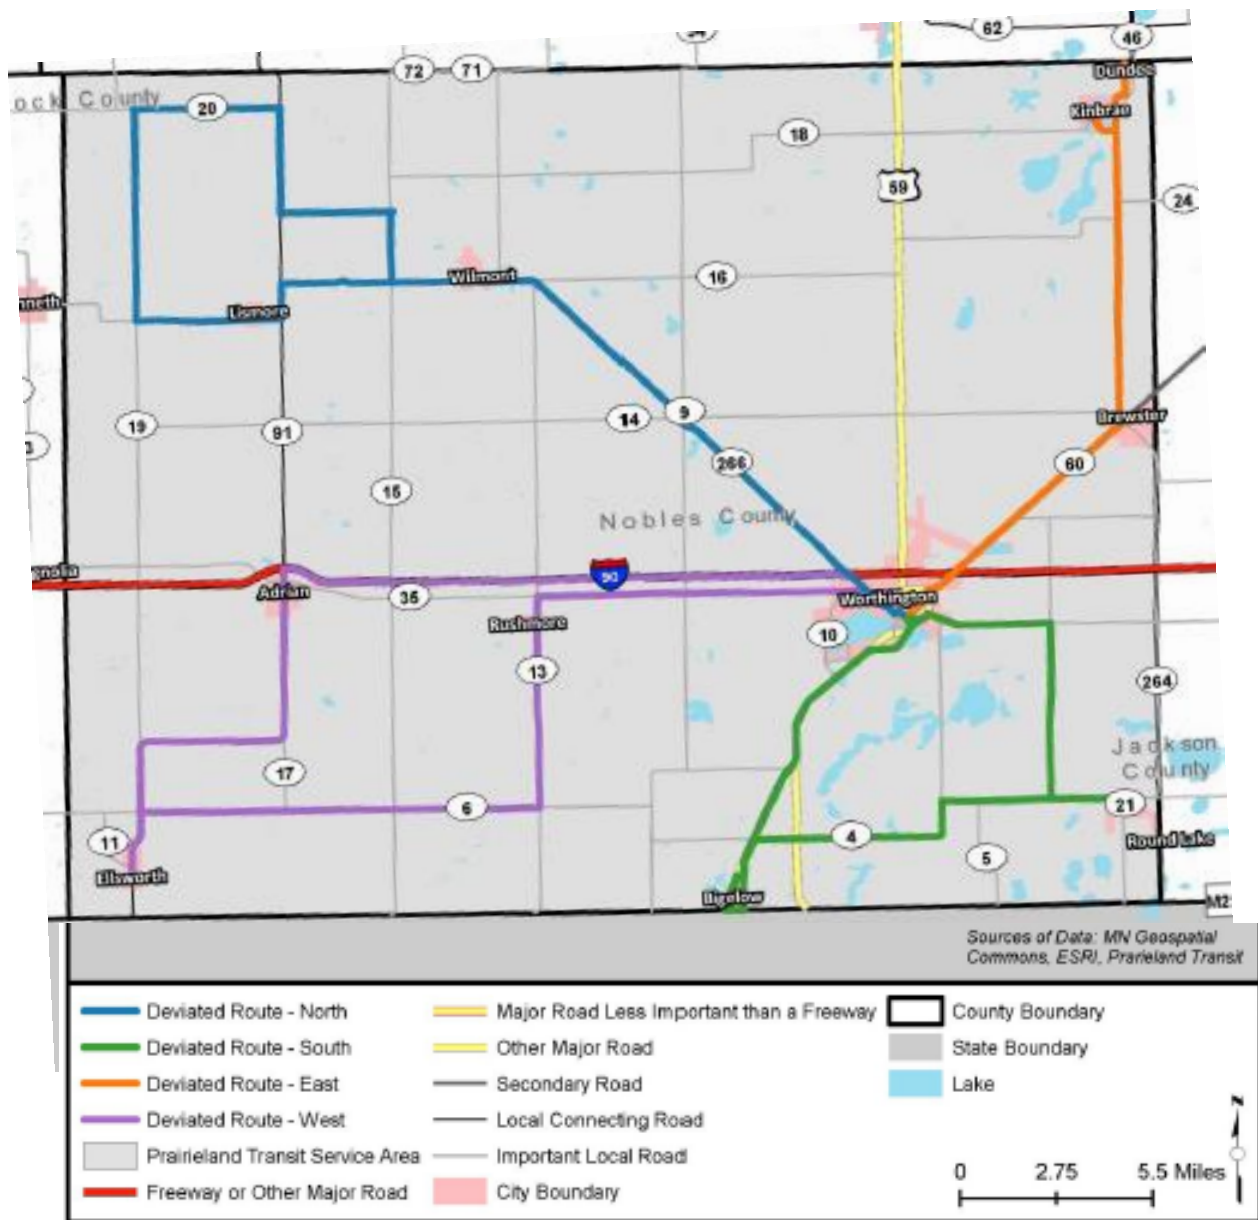 62
46
72
71
Dundee
ock County
20
Kinbrae
18
59
24
Wilmont
16
nneth
Lismore
9
14
Brewster
19
91
266
60
15
Nobles County
gnolia
90
Adrian
35
Worthington
Rushmore
10
13
264
Jackson
County
17
6
21
11
4
Round Lake
5
Ellsworth
Bigelow
M2
Sources of Data: MN Geospatial
Commons, ESRI, Prarieland Transit
Deviated Route - North
Major Road Less Important than a Freeway
County Boundary
Deviated Route - South
Other Major Road
State Boundary
Deviated Route - East
Secondary Road
Lake
Deviated Route - West
Local Connecting Road
Prairieland Transit Service Area
Important Local Road
Freeway or Other Major Road
City Boundary
0 2.75 5.5 Miles
N